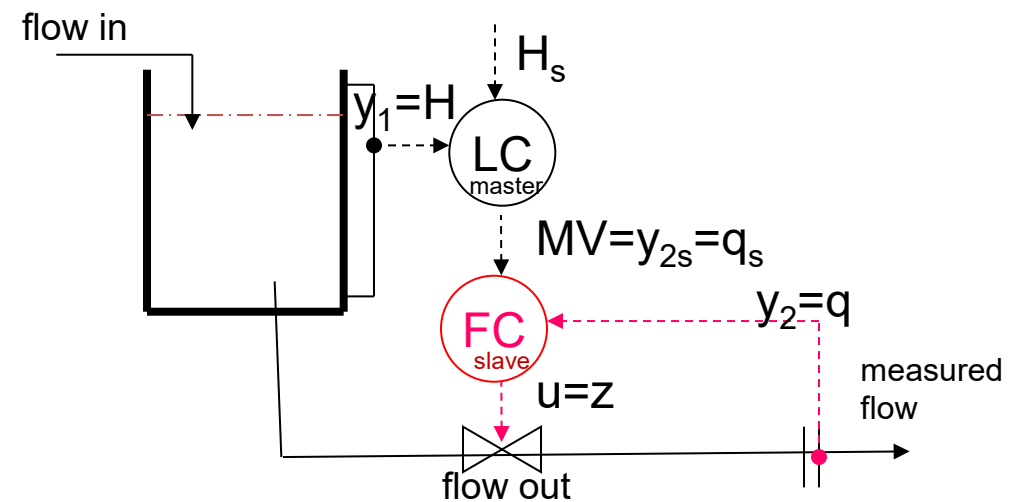 flow in
Hₛ
y₁=H
LC
master
MV=y₂ₛ=qₛ
y₂=q
FC
slave
measured
flow
u=z
flow out